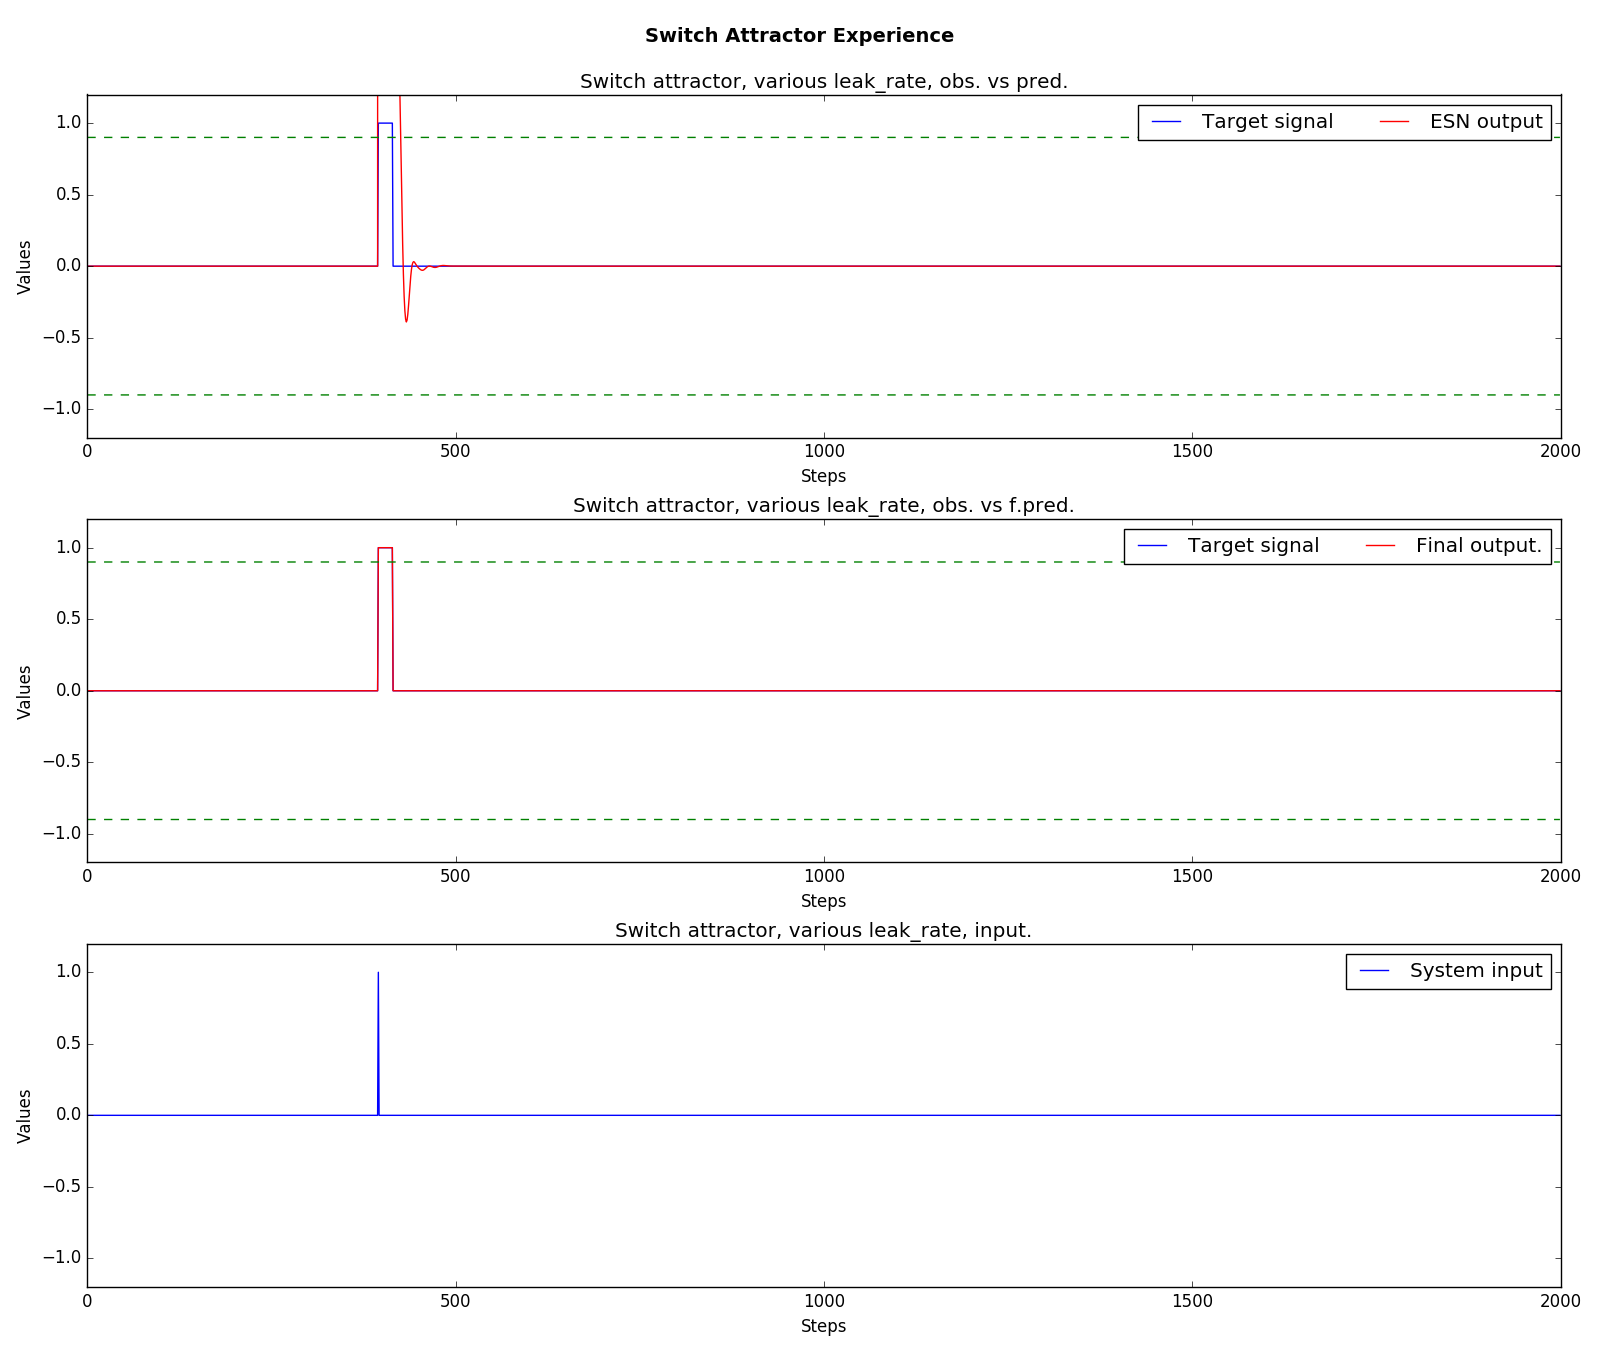 Switch Attractor Experience
Switch attractor, various leak_rate, obs. vs pred.
Target signal ESN output
1.0
0.5
0.0
−0.5
−1.0
Values
0 500 1000 1500 2000
Steps
Switch attractor, various leak_rate, obs. vs f.pred.
Target signal Final output.
1.0
0.5
0.0
−0.5
−1.0
Values
0 500 1000 1500 2000
Steps
Switch attractor, various leak_rate, input.
System input
1.0
0.5
0.0
−0.5
−1.0
Values
0 500 1000 1500 2000
Steps